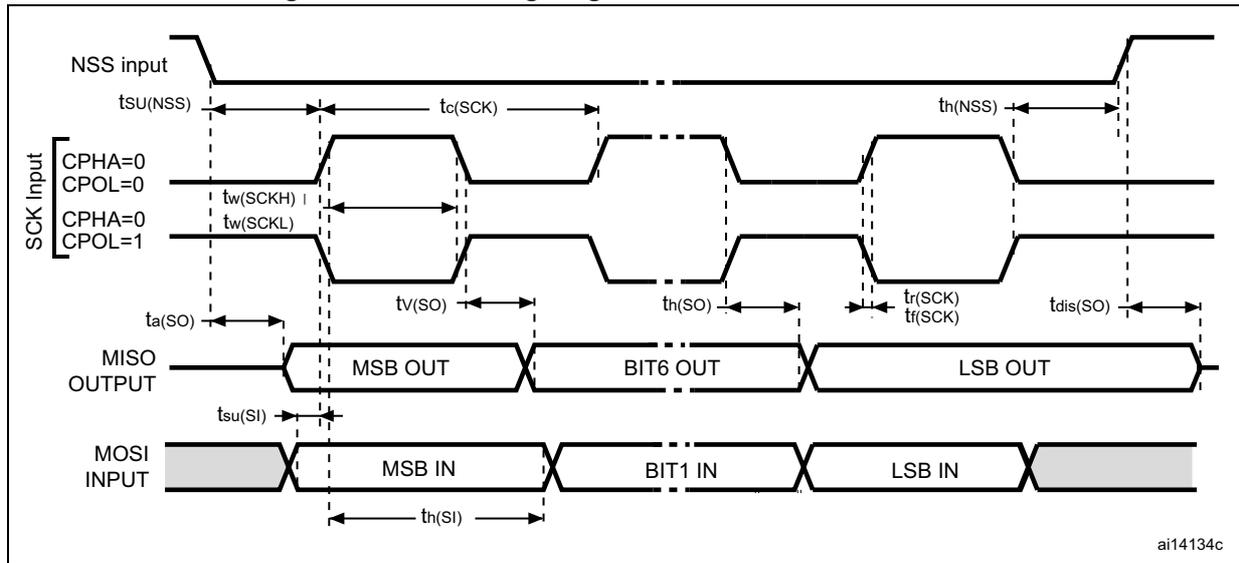 NSS input
tSU(NSS)
tc(SCK)
th(NSS)
SCK Input
CPHA=0
CPOL=0
tw(SCKH)
CPHA=0
tw(SCKL)
CPOL=1
tV(SO)
th(SO)
tr(SCK)
tf(SCK)
tdis(SO)
ta(SO)
MISO
OUTPUT
MSB OUT
BIT6 OUT
LSB OUT
tsu(SI)
MOSI
INPUT
MSB IN
BIT1 IN
LSB IN
th(SI)
ai14134c